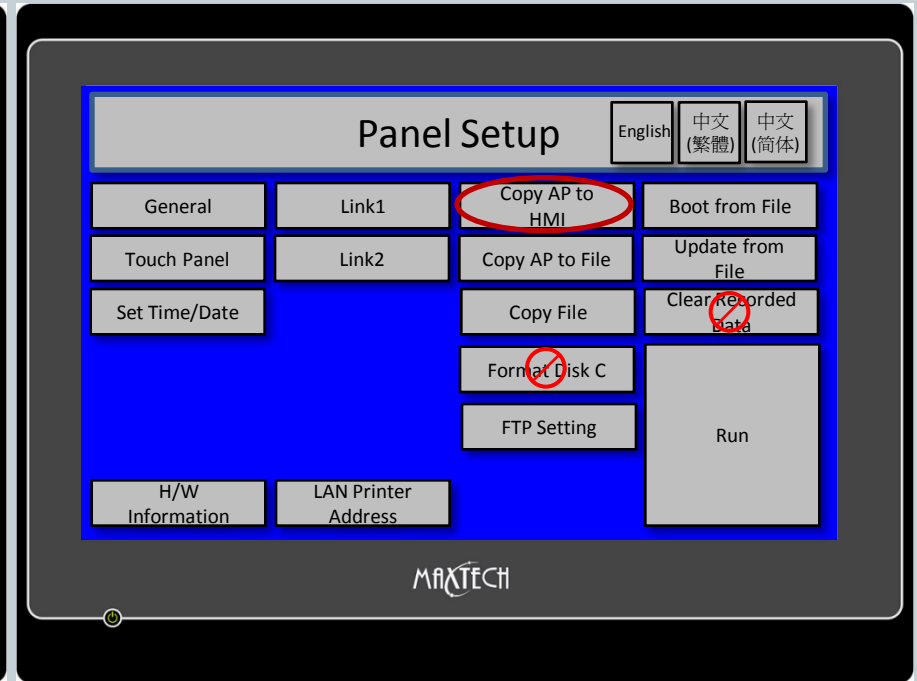 Panel Setup
English
中文
(繁體)
中文
(简体)
General
Link1
Copy AP to
HMI
Boot from File
Touch Panel
Link2
Copy AP to File
Update from
File
Set Time/Date
Copy File
Clear Recorded
Data
Format Disk C
FTP Setting
Run
H/W
Information
LAN Printer
Address
MAXTECH